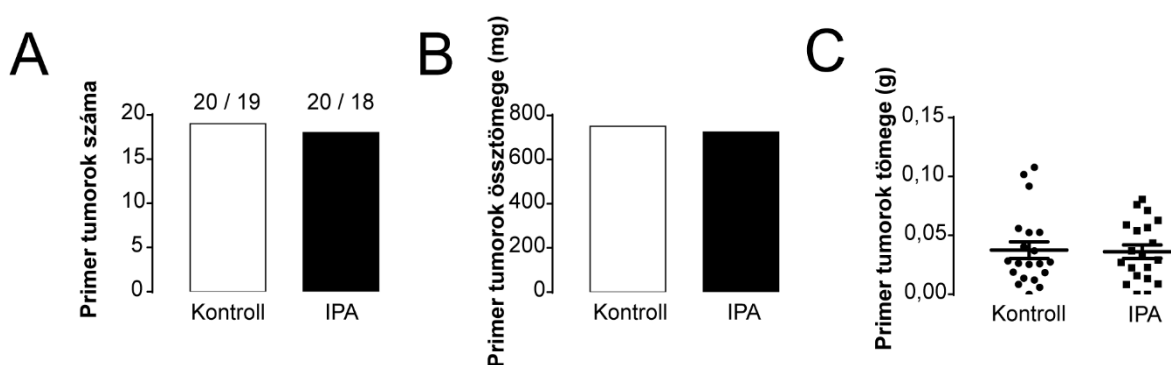 A
Primer tumorok száma
20 / 19
20 / 18
20
15
10
5
0
Kontroll
IPA
B
Primer tumorok össztömege (mg)
800
600
400
200
0
Kontroll
IPA
C
Primer tumorok tömege (g)
0,15
0,10
0,05
0,00
Kontroll
IPA